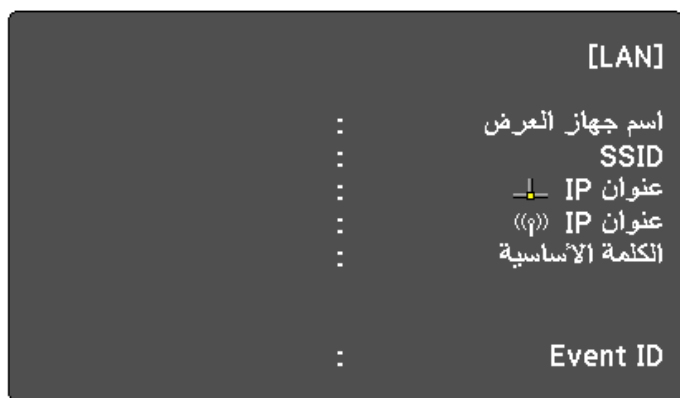 [LAN]
اسم جهاز العرض :
SSID :
عنوان IP :
عنوان IP :
الكلمة الأساسية :
Event ID :